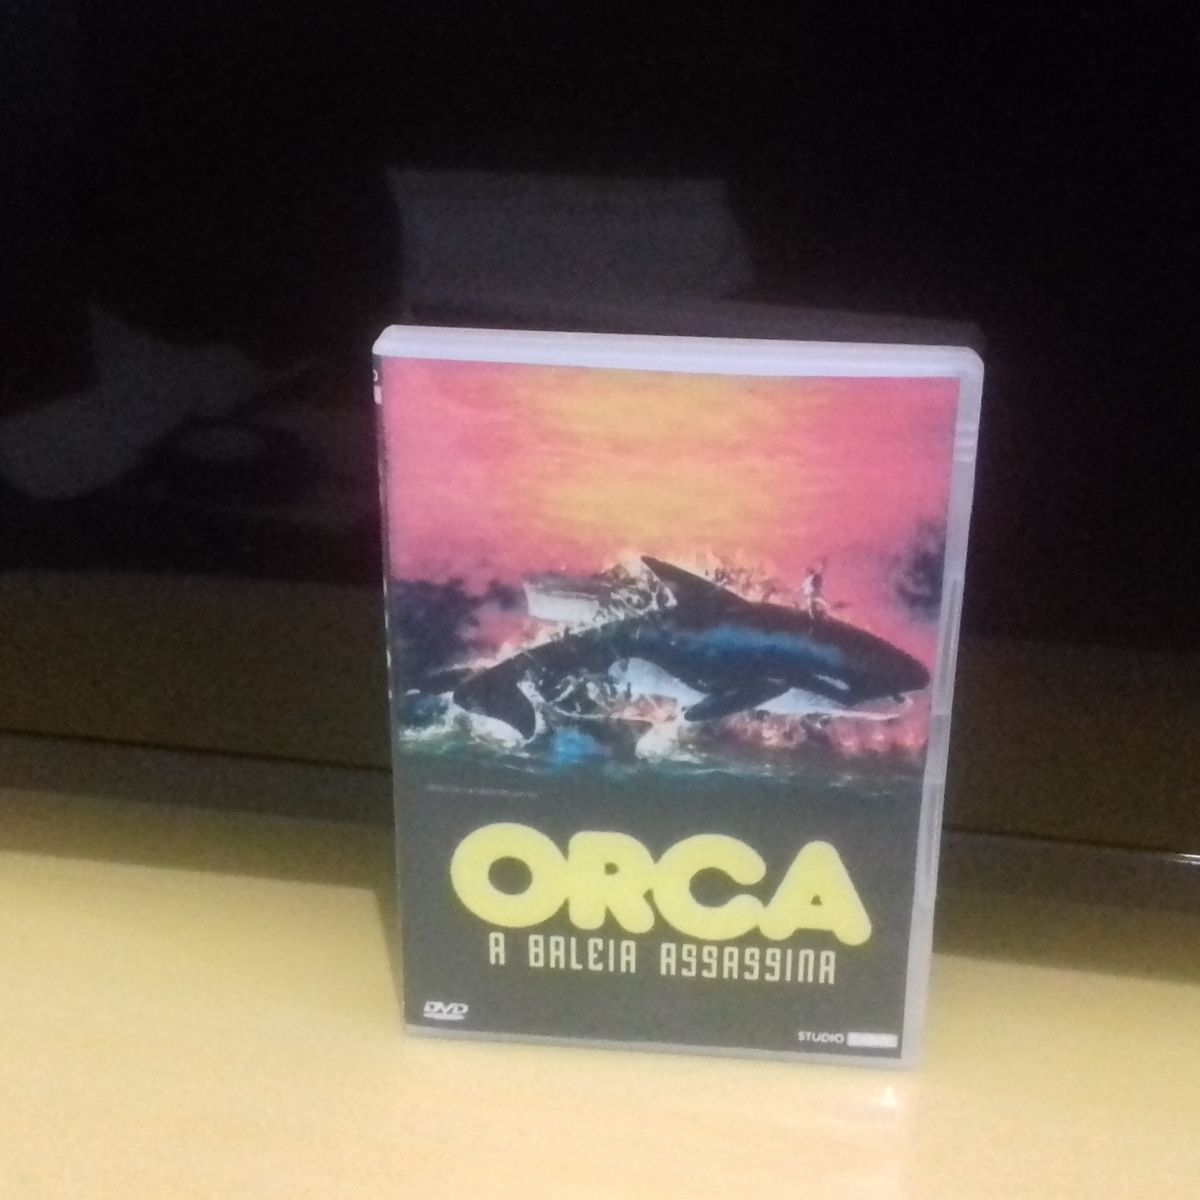 ORCA
A BALEIA ASSASSINA
DVD
STUDIO